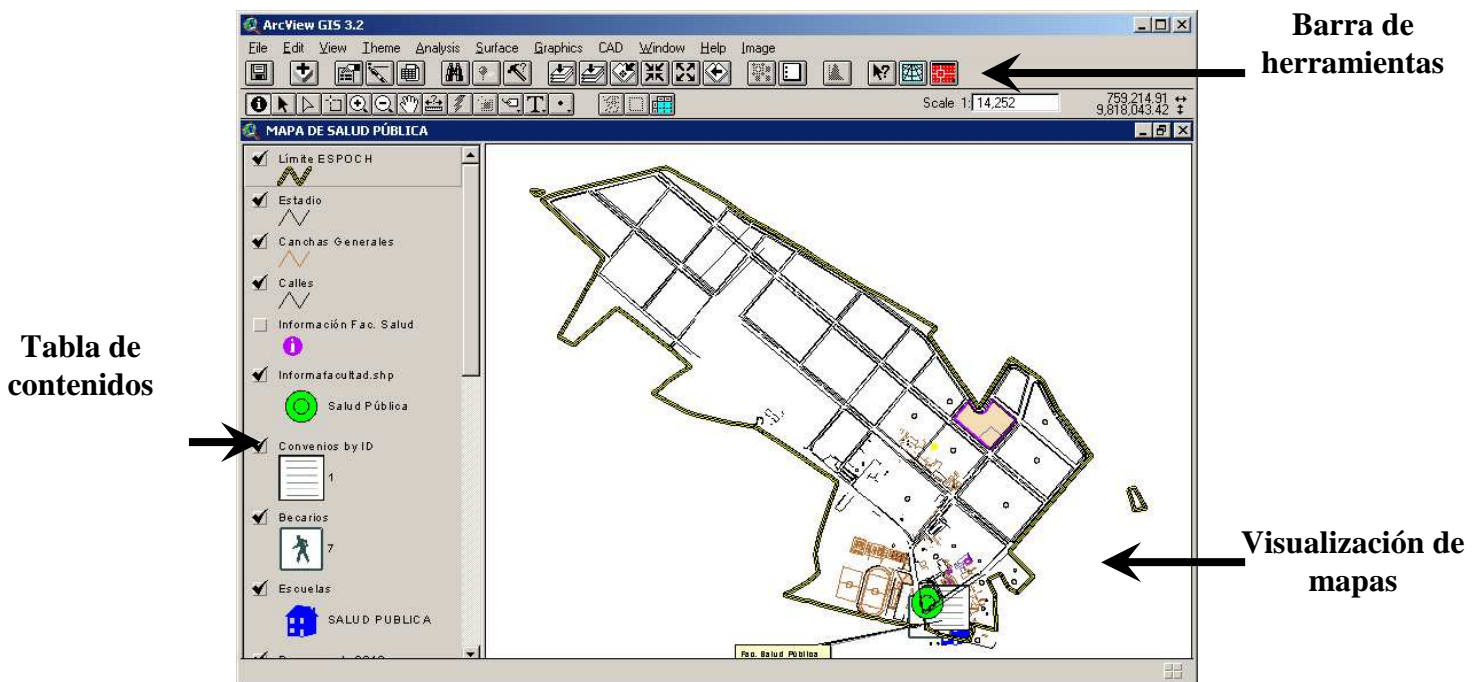 ArcView GIS 3.2
File Edit View Theme Analysis Surface Graphics CAD Window Help Image
Scale 1: 14,252
759,214.91
9,818,043.42
MAPA DE SALUD PÚBLICA
Límite ESPOCH
Estadio
Canchas Generales
Calles
Información Fac. Salud
Informafacultad.shp
Salud Pública
Convenios by ID
1
Becarios
7
Escuelas
SALUD PUBLICA
Fac. Salud Pública
Barra de
herramientas
Tabla de
contenidos
Visualización de
mapas